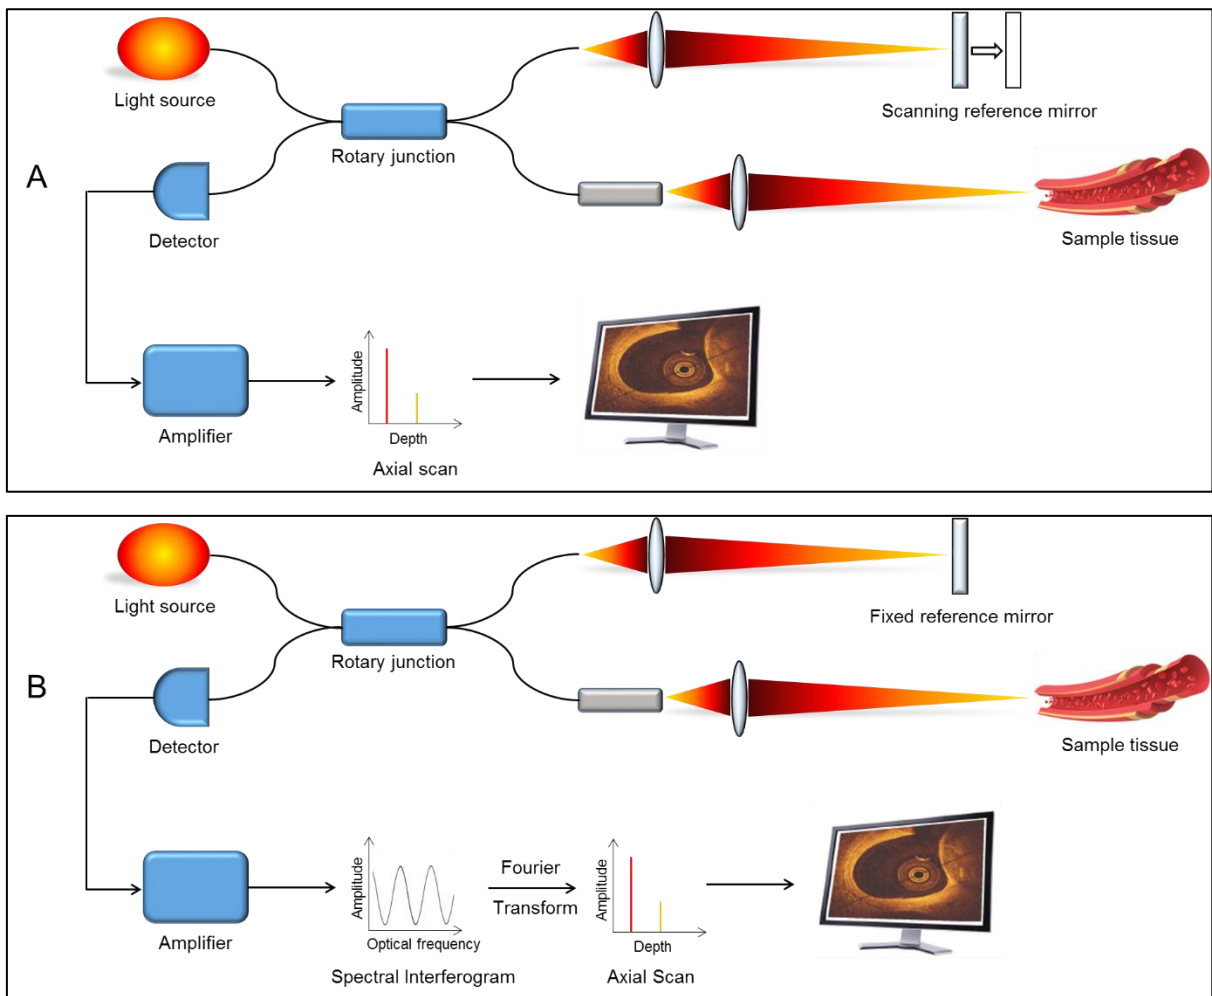 Light source
Scanning reference mirror
Rotary junction
A
Detector
Sample tissue
Amplifier
Amplitude
Depth
Axial scan
Light source
Fixed reference mirror
Rotary junction
B
Detector
Sample tissue
Amplifier
Amplitude
Optical frequency
Spectral Interferogram
Fourier
Transform
Amplitude
Depth
Axial Scan